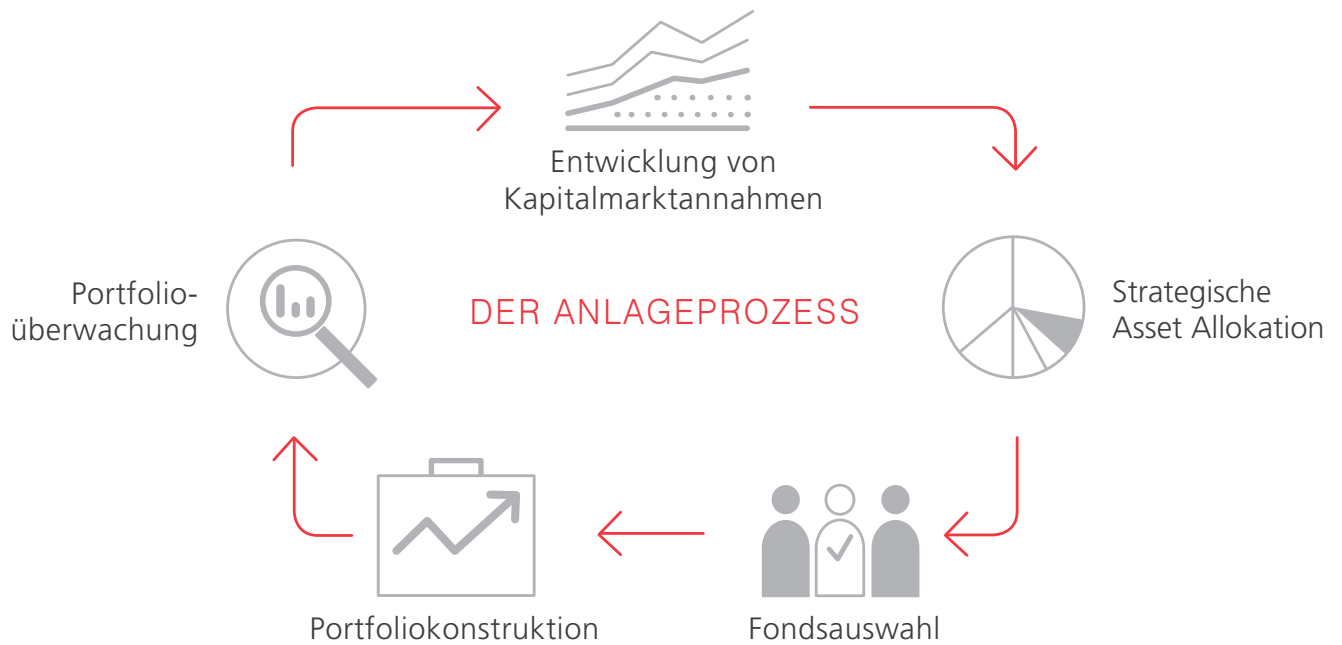 Entwicklung von
Kapitalmarktannahmen
Portfolio-
überwachung
DER ANLAGEPROZESS
Strategische
Asset Allokation
Portfoliokonstruktion
Fondsauswahl